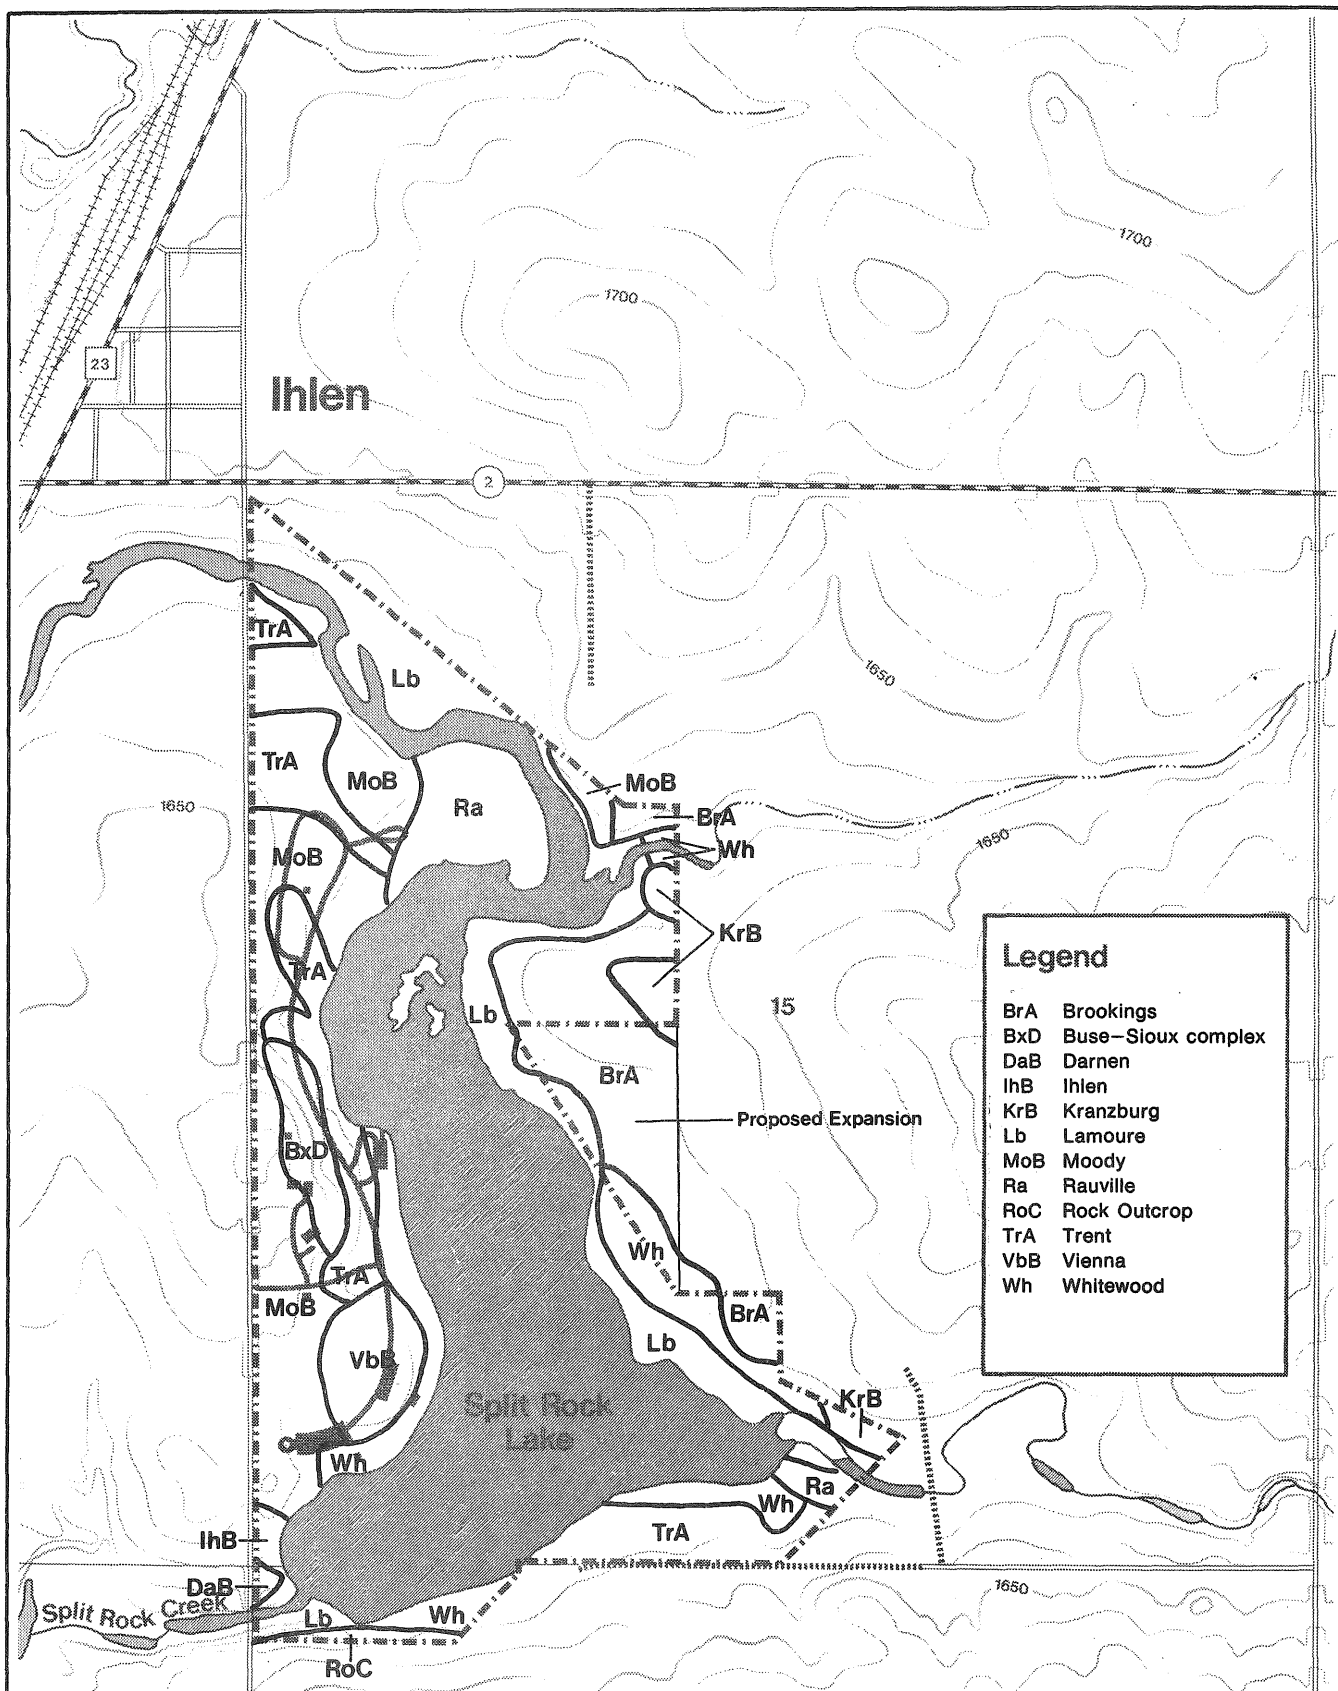 1700
1700
23
Ihlen
2
TrA
Lb
1650
TrA
MoB
MoB
Ra
1650
BrA
1650
MoB
Wh
KrB
TrA
Lb
15
BrA
Proposed Expansion
BxD
Wh
TrA
MoB
BrA
Lb
VbB
KrB
Split Rock
Lake
Wh
Ra
Wh
TrA
IhB
DaB
1650
Split Rock Creek
Lb
Wh
RoC
Legend
BrA Brookings
BxD Buse-Sioux complex
DaB Darnen
IhB Ihlen
KrB Kranzburg
Lb Lamoure
MoB Moody
Ra Rauville
RoC Rock Outcrop
TrA Trent
VbB Vienna
Wh Whitewood